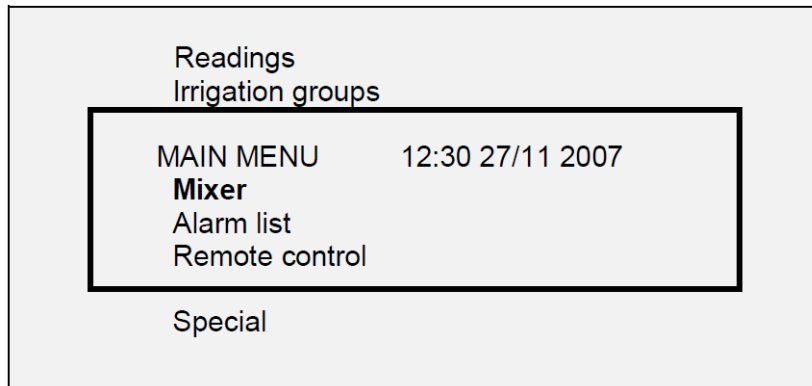 Readings
Irrigation groups
MAIN MENU 12:30 27/11 2007
Mixer
Alarm list
Remote control
Special